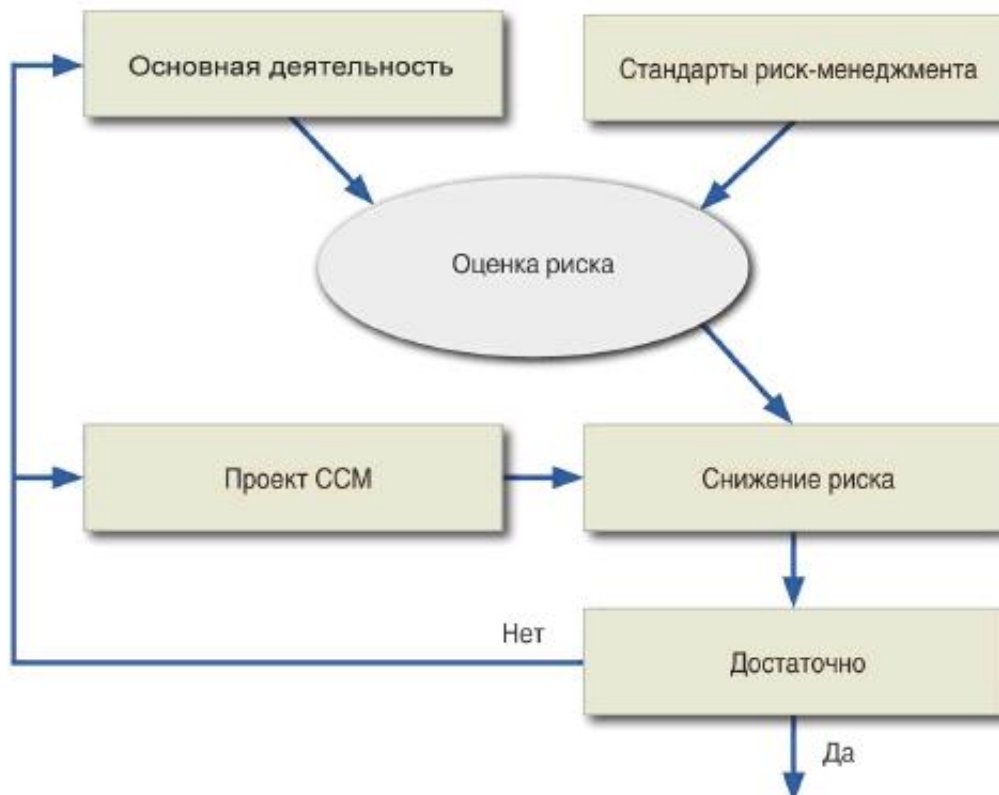 Основная деятельность
Стандарты риск-менеджмента
Оценка риска
Проект ССМ
Снижение риска
Нет
Достаточно
Да